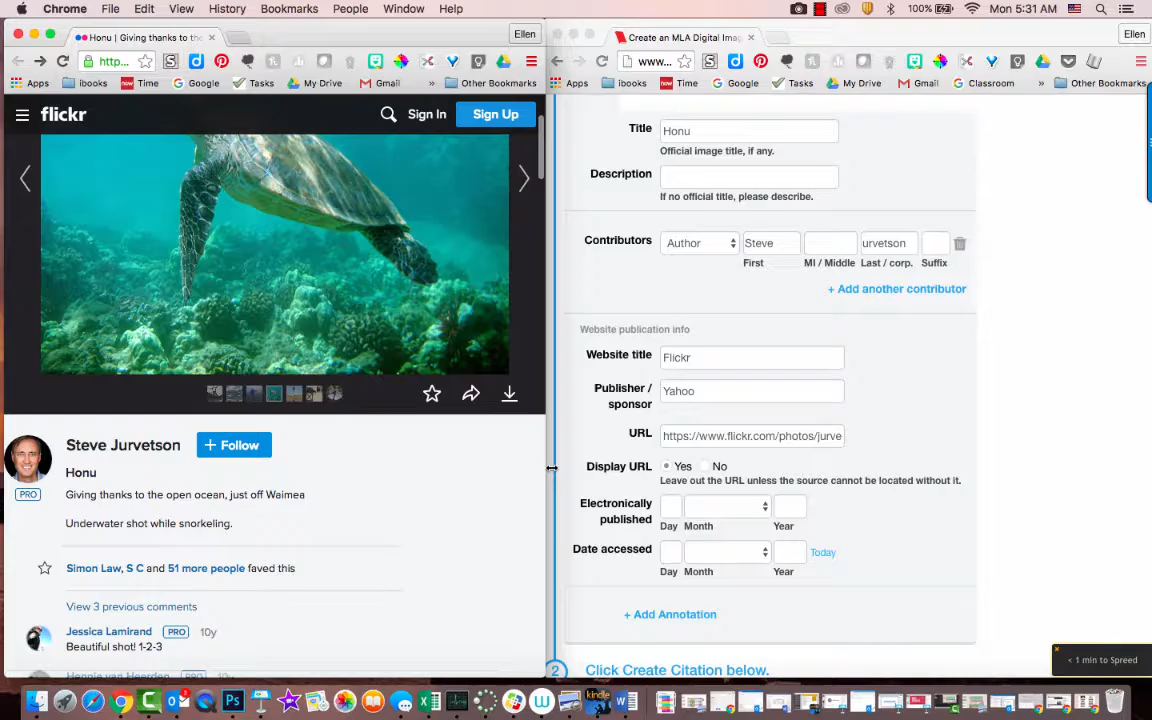 Chrome File Edit View History Bookmarks People Window Help 100% Mon 5:31 AM
Honu | Giving thanks to the
Ellen
http...
Apps ibooks now Time Google Tasks My Drive Gmail » Other Bookmarks
flickr Sign In Sign Up
Steve Jurvetson + Follow
PRO
Honu
Giving thanks to the open ocean, just off Waimea
Underwater shot while snorkeling.
Simon Law, S C and 51 more people faved this
View 3 previous comments
Jessica Lamirand PRO 10y
Beautiful shot! 1-2-3
Hennie van Heerden
Create an MLA Digital Imag
Ellen
www...
Apps ibooks now Time Google Tasks My Drive Gmail Classroom » Other Bookmarks
Title Honu
Official image title, if any.
Description
If no official title, please describe.
Contributors Author Steve urvetson
First MI / Middle Last / corp. Suffix
+ Add another contributor
Website publication info
Website title Flickr
Publisher / sponsor Yahoo
URL https://www.flickr.com/photos/jurve
Display URL Yes No
Leave out the URL unless the source cannot be located without it.
Electronically published
Day Month Year
Date accessed Today
Day Month Year
+ Add Annotation
2 Click Create Citation below.
< 1 min to Spreed
kindle